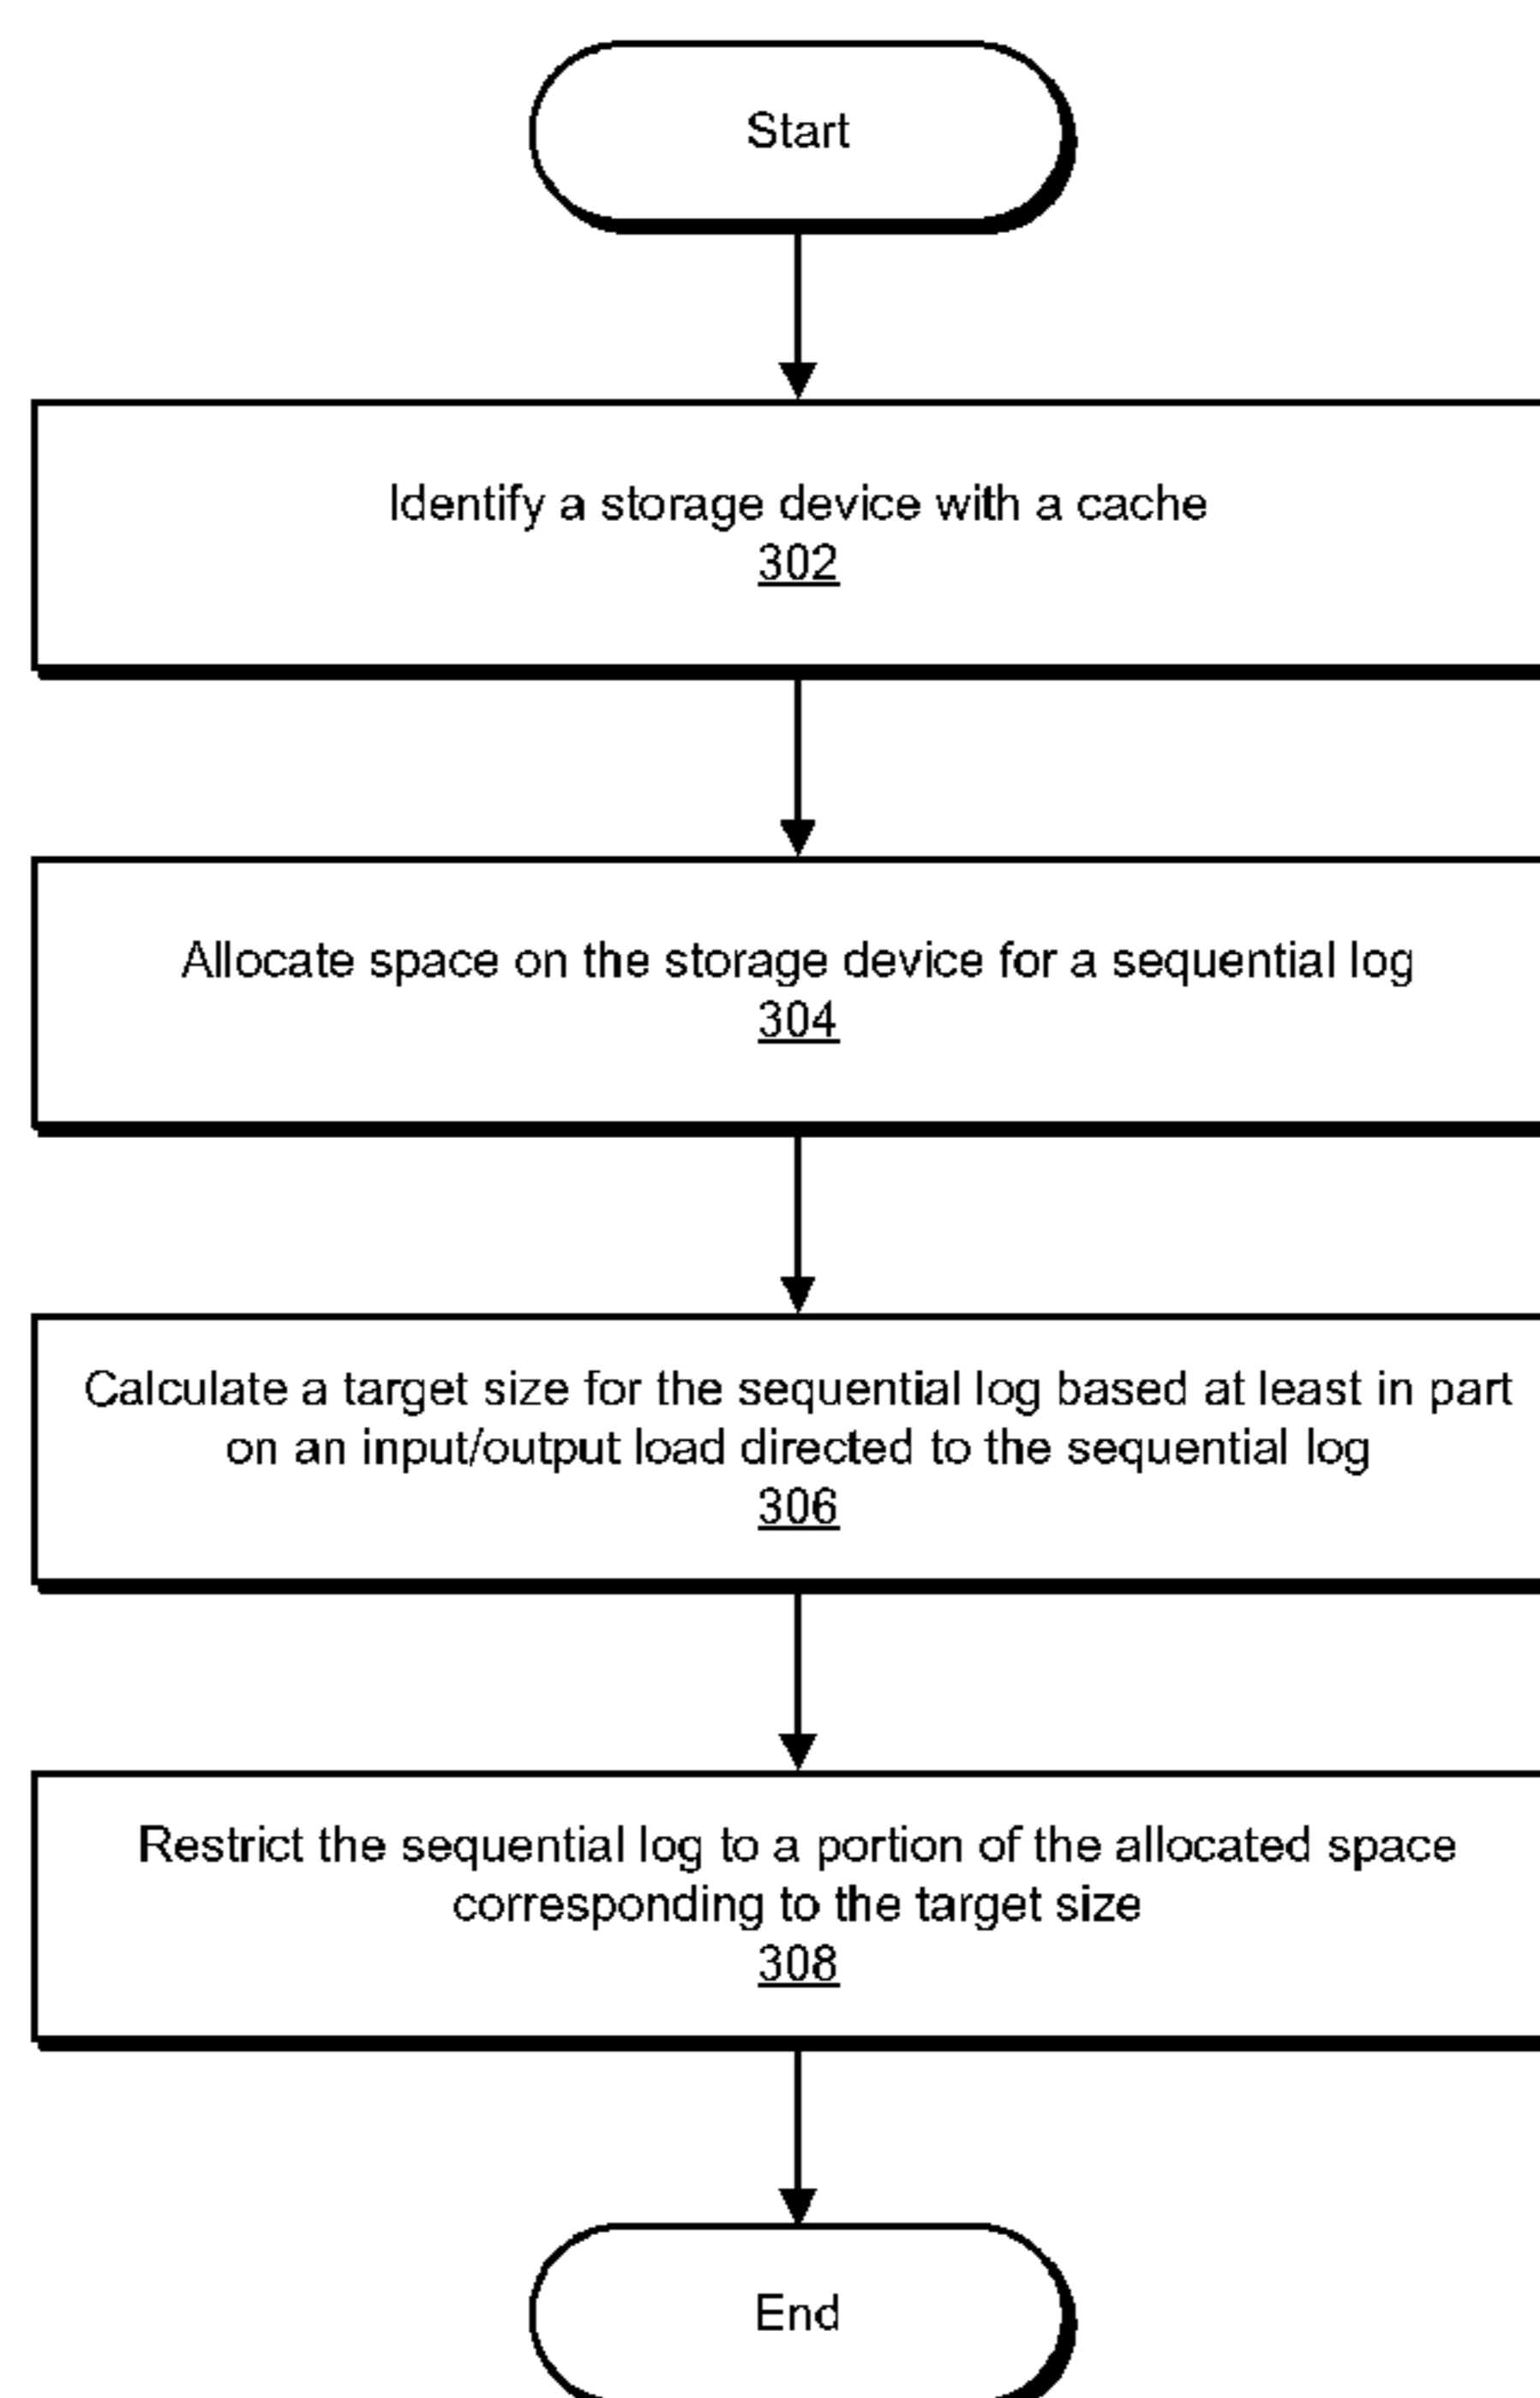 Start
Identify a storage device with a cache
302
Allocate space on the storage device for a sequential log
304
Calculate a target size for the sequential log based at least in part
on an input/output load directed to the sequential log
306
Restrict the sequential log to a portion of the allocated space
corresponding to the target size
308
End